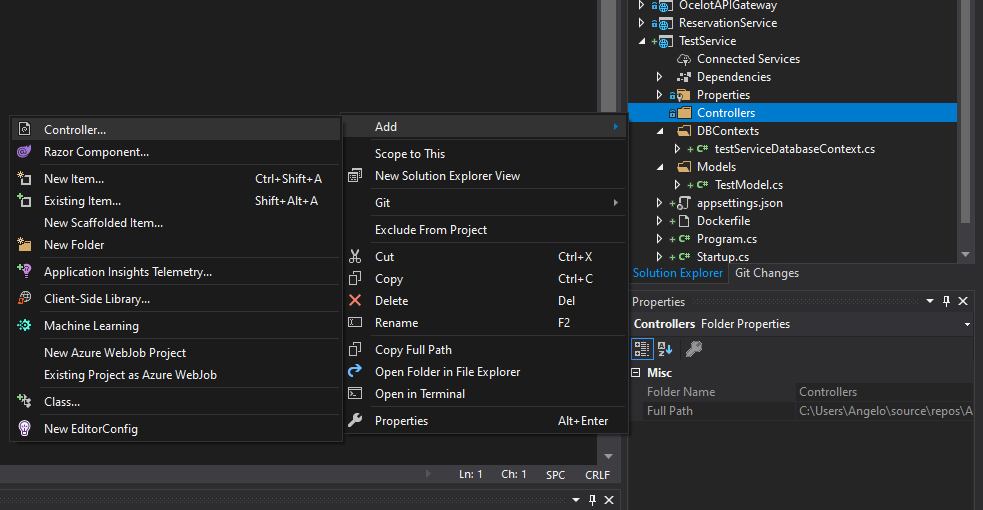 OcelotAPIGateway
ReservationService
TestService
Connected Services
Dependencies
Properties
Controllers
DBContexts
C# testServiceDatabaseContext.cs
Models
C# TestModel.cs
appsettings.json
Dockerfile
C# Program.cs
C# Startup.cs
Solution Explorer Git Changes
Controller...
Razor Component...
New Item... Ctrl+Shift+A
Existing Item... Shift+Alt+A
New Scaffolded Item...
New Folder
Application Insights Telemetry...
Client-Side Library...
Machine Learning
New Azure WebJob Project
Existing Project as Azure WebJob
Class...
New EditorConfig
Add
Scope to This
New Solution Explorer View
Git
Exclude From Project
Cut Ctrl+X
Copy Ctrl+C
Delete Del
Rename F2
Copy Full Path
Open Folder in File Explorer
Open in Terminal
Properties Alt+Enter
Properties
Controllers Folder Properties
Misc
Folder Name Controllers
Full Path C:\Users\Angelo\source\repos\A
Ln: 1 Ch: 1 SPC CRLF